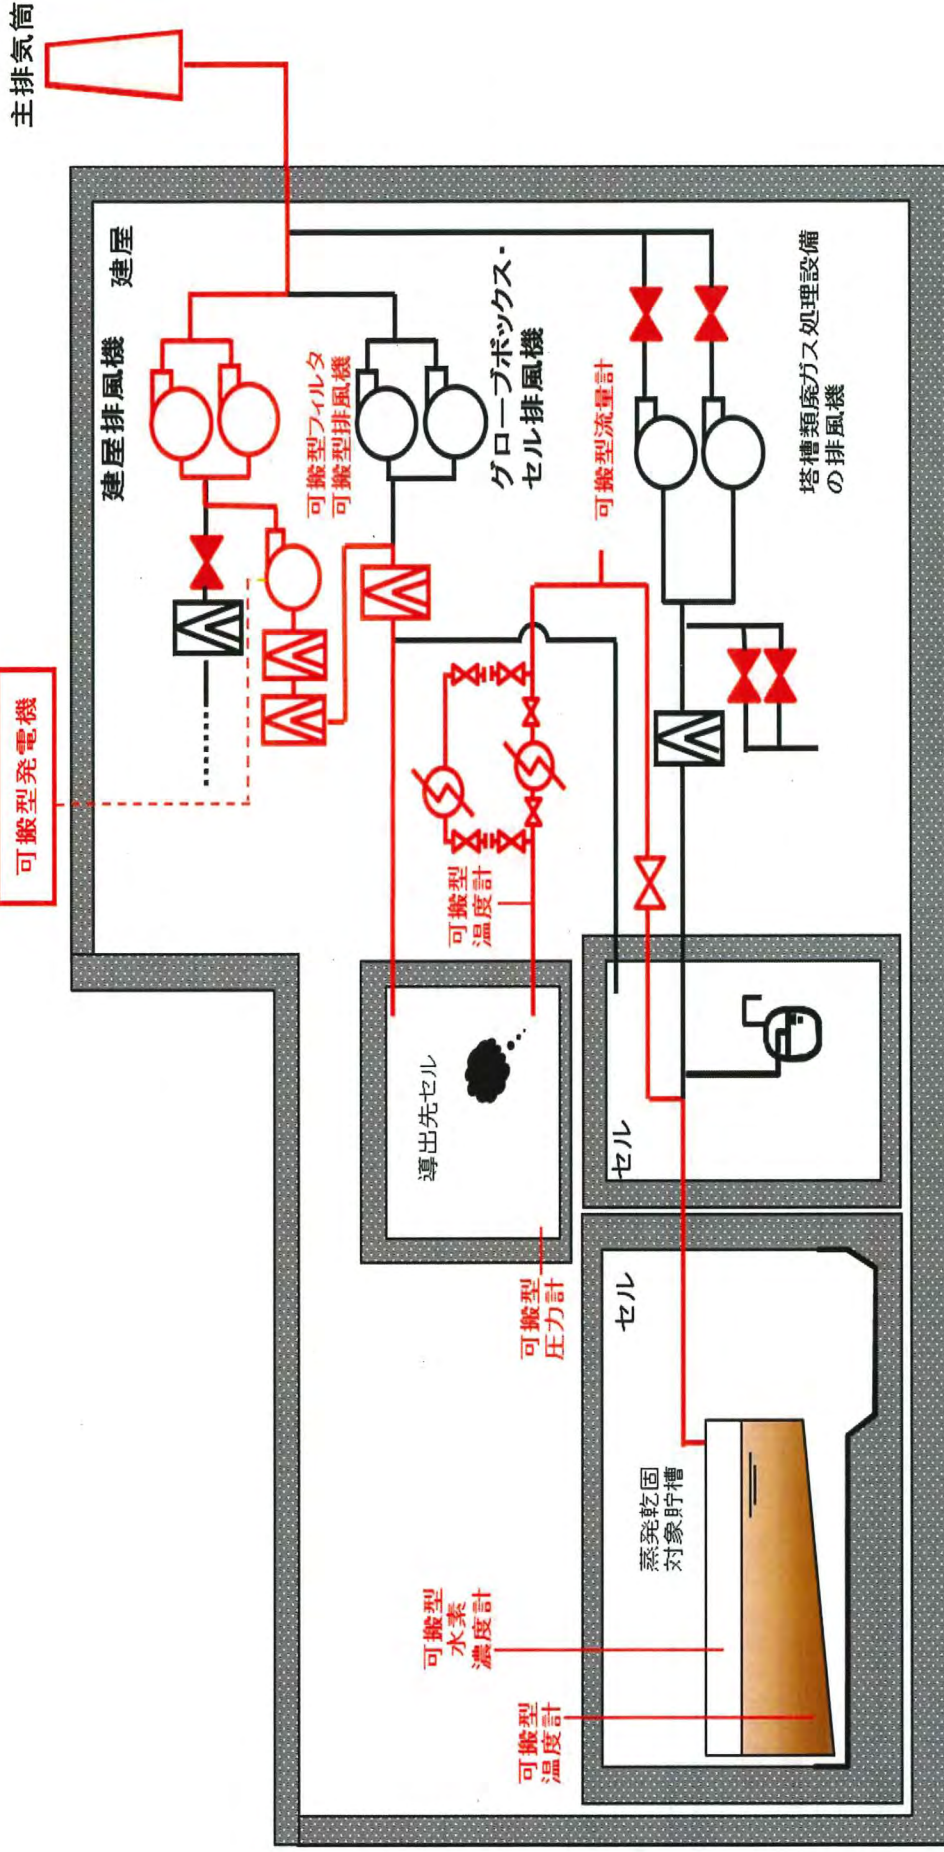 主排気筒
可搬型発電機
建屋
建屋排風機
可搬型フィルタ
可搬型排風機
グローブボックス・
セル排風機
可搬型流量計
塔槽類廃ガス処理設備
の排風機
可搬型
温度計
導出先セル
セル
可搬型
圧力計
セル
蒸発乾固
対象貯槽
可搬型
水素
濃度計
可搬型
温度計